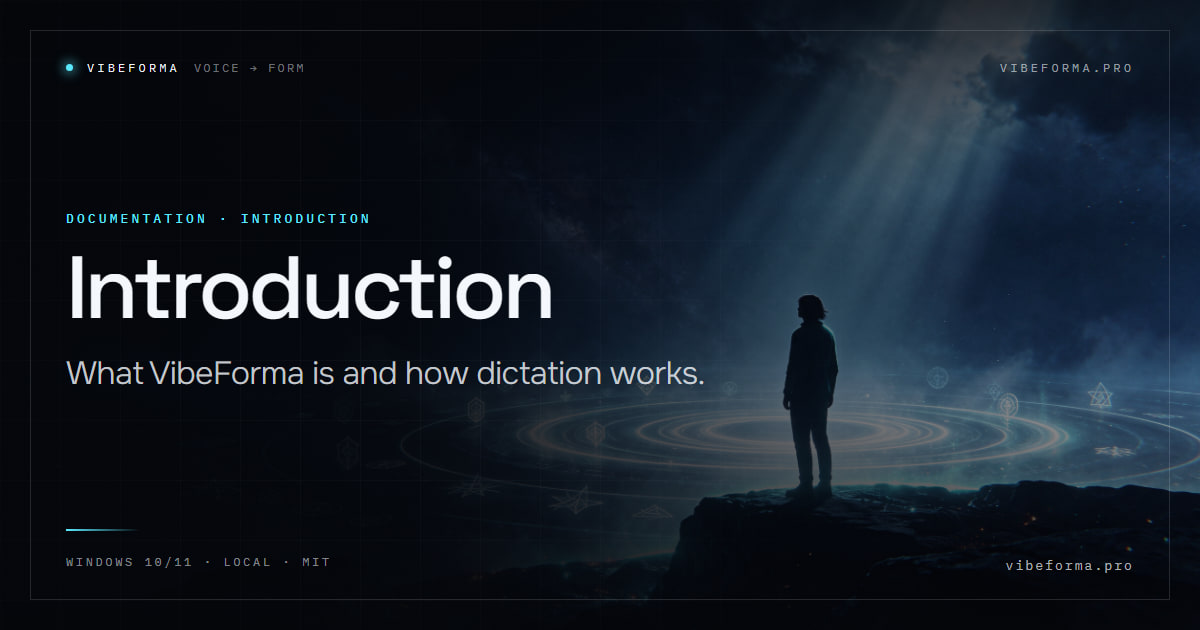 VIBEFORMA VOICE → FORM
VIBEFORMA.PRO
DOCUMENTATION · INTRODUCTION
Introduction
What VibeForma is and how dictation works.
WINDOWS 10/11 · LOCAL · MIT
vibeforma.pro